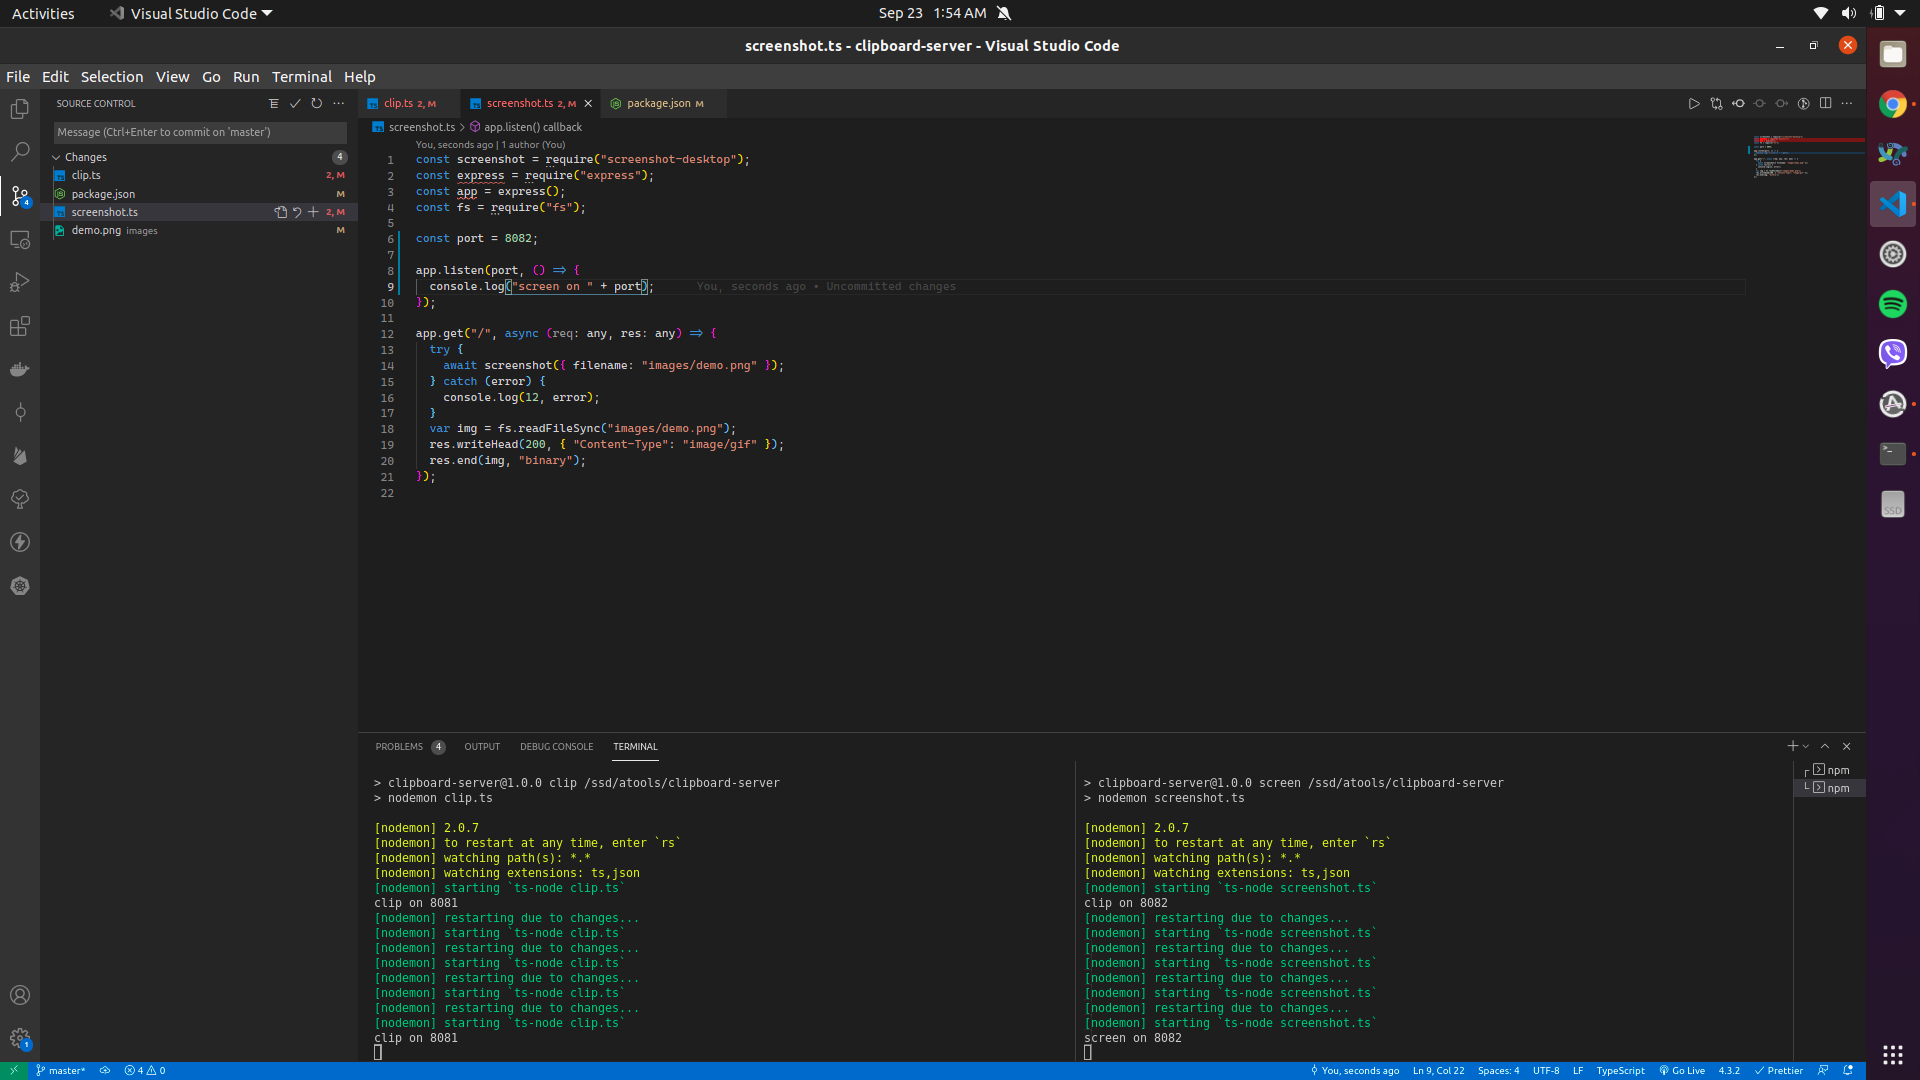 Activities
Visual Studio Code
Sep 23 1:54 AM
screenshot.ts - clipboard-server - Visual Studio Code
File Edit Selection View Go Run Terminal Help
SOURCE CONTROL
Message (Ctrl+Enter to commit on 'master')
Changes 4
clip.ts 2, M
package.json M
screenshot.ts 2, M
demo.png images M
4
1
clip.ts 2, M
screenshot.ts 2, M
package.json M
screenshot.ts > app.listen() callback
You, seconds ago | 1 author (You)
1 const screenshot = require("screenshot-desktop");
2 const express = require("express");
3 const app = express();
4 const fs = require("fs");
5
6 const port = 8082;
7
8 app.listen(port, () => {
9 console.log("screen on " + port); You, seconds ago • Uncommitted changes
10 });
11
12 app.get("/", async (req: any, res: any) => {
13 try {
14 await screenshot({ filename: "images/demo.png" });
15 } catch (error) {
16 console.log(12, error);
17 }
18 var img = fs.readFileSync("images/demo.png");
19 res.writeHead(200, { "Content-Type": "image/gif" });
20 res.end(img, "binary");
21 });
22
PROBLEMS 4 OUTPUT DEBUG CONSOLE TERMINAL
> clipboard-server@1.0.0 clip /ssd/atools/clipboard-server
> nodemon clip.ts
[nodemon] 2.0.7
[nodemon] to restart at any time, enter `rs`
[nodemon] watching path(s): *.*
[nodemon] watching extensions: ts,json
[nodemon] starting `ts-node clip.ts`
clip on 8081
[nodemon] restarting due to changes...
[nodemon] starting `ts-node clip.ts`
[nodemon] restarting due to changes...
[nodemon] starting `ts-node clip.ts`
[nodemon] restarting due to changes...
[nodemon] starting `ts-node clip.ts`
[nodemon] restarting due to changes...
[nodemon] starting `ts-node clip.ts`
clip on 8081
> clipboard-server@1.0.0 screen /ssd/atools/clipboard-server
> nodemon screenshot.ts
[nodemon] 2.0.7
[nodemon] to restart at any time, enter `rs`
[nodemon] watching path(s): *.*
[nodemon] watching extensions: ts,json
[nodemon] starting `ts-node screenshot.ts`
clip on 8082
[nodemon] restarting due to changes...
[nodemon] starting `ts-node screenshot.ts`
[nodemon] restarting due to changes...
[nodemon] starting `ts-node screenshot.ts`
[nodemon] restarting due to changes...
[nodemon] starting `ts-node screenshot.ts`
[nodemon] restarting due to changes...
[nodemon] starting `ts-node screenshot.ts`
screen on 8082
npm
npm
SSD
master* 4 0
You, seconds ago Ln 9, Col 22 Spaces: 4 UTF-8 LF TypeScript Go Live 4.3.2 Prettier